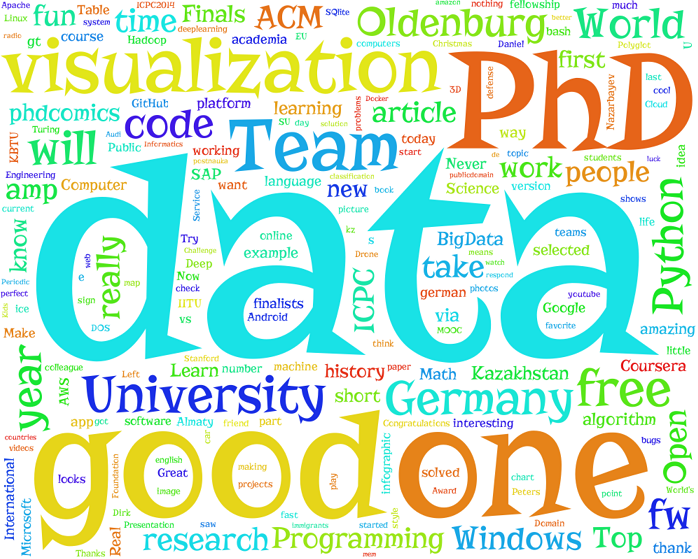 Apache fun Table ICPC2014 Finals ACM SQlite Oldenburg amazon nothing fellowship World much
Linux system time deeplearning EU better U
radio gt course Hadoop academia computers Christmas bash Daniel Polyglot
visualization PhD first last cool
3D defense Nazarbayev Cloud
phdcomics GitHub platform learning problems Docker article
KBTU Turing will Audi code Team SU day solution today way idea
Public Informatics working start de topic students fuck
Engineering amp Computer postnauka SAP language classification Never work people
want new book publicdomain Science version shows
current Service picture life
know data Python
really web e Try online kz s BigData teams
Challenge example Drone means selected
Periodic map Deep take watch
perfect sign Now check finalists ICPC german respond photos youtube
Kids ice IITU Android via Google
Make DOS vs MOOC favorite amazing
think little
year Stanford
colleague Left Learn number machine history paper Math Kazakhstan Coursera
AWS University short Germany free
app got software Almaty friend part Congratulations interesting algorithm
car Open
countries good one bugs
videos english infographic
International looks Foundation Great making play solved chart
image projects Award Peters point World's
Microsoft Dirk fast style fw
Real Presentation saw immigrants started Domain
Thanks research Programming Windows Top thank
mem